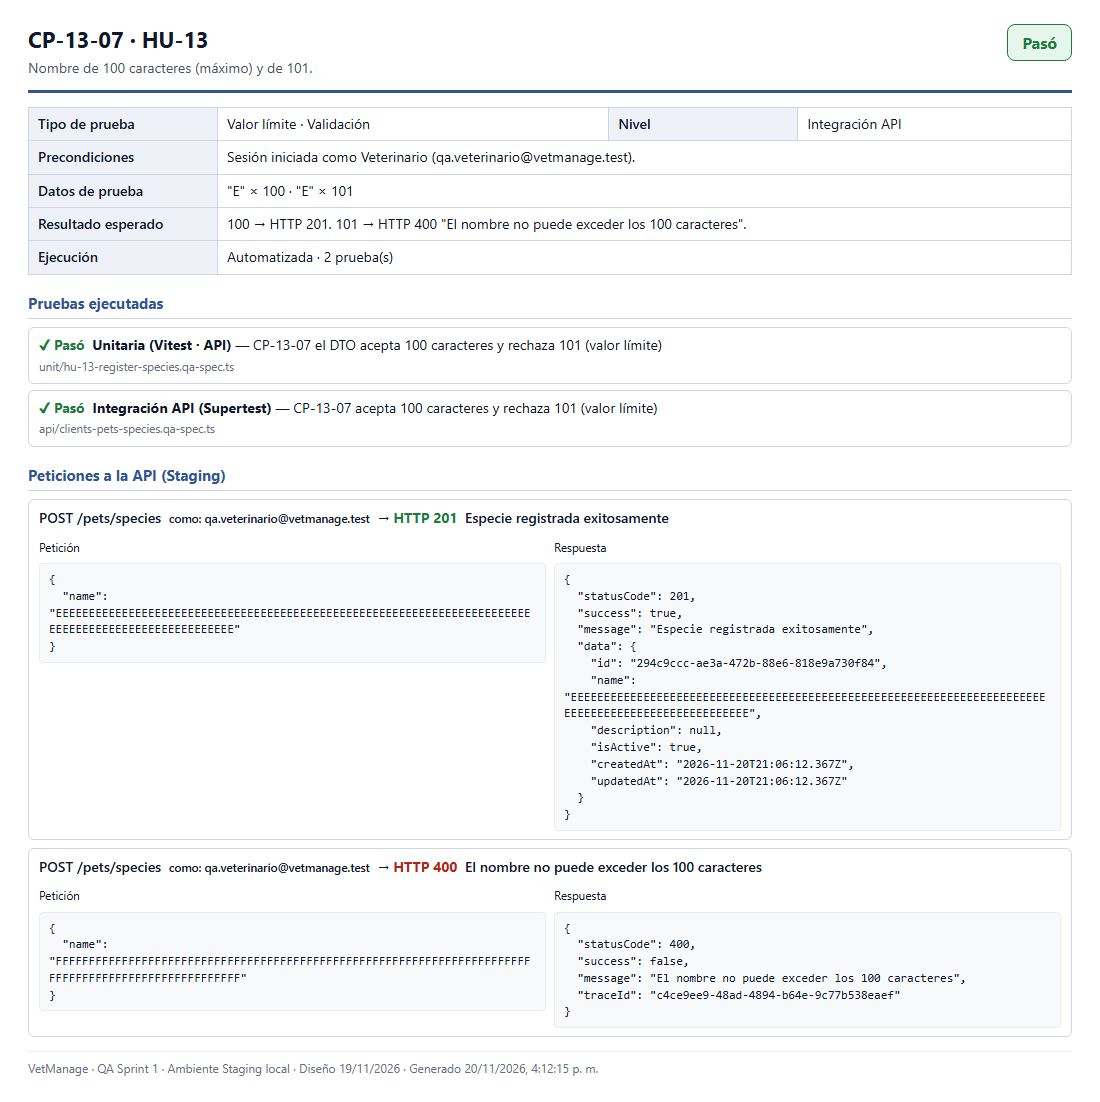 CP-13-07 · HU-13
Pasó
Nombre de 100 caracteres (máximo) y de 101.
Tipo de prueba Valor límite · Validación Nivel Integración API
Precondiciones Sesión iniciada como Veterinario (qa.veterinario@vetmanage.test).
Datos de prueba "E" × 100 · "E" × 101
Resultado esperado 100 → HTTP 201. 101 → HTTP 400 "El nombre no puede exceder los 100 caracteres".
Ejecución Automatizada · 2 prueba(s)
Pruebas ejecutadas
✓ Pasó Unitaria (Vitest · API) — CP-13-07 el DTO acepta 100 caracteres y rechaza 101 (valor límite)
unit/hu-13-register-species.qa-spec.ts
✓ Pasó Integración API (Supertest) — CP-13-07 acepta 100 caracteres y rechaza 101 (valor límite)
api/clients-pets-species.qa-spec.ts
Peticiones a la API (Staging)
POST /pets/species como: qa.veterinario@vetmanage.test → HTTP 201 Especie registrada exitosamente
Petición
{
"name":
"EEEEEEEEEEEEEEEEEEEEEEEEEEEEEEEEEEEEEEEEEEEEEEEEEEEEEEEEEEEEEEEEEEEEEEEE
EEEEEEEEEEEEEEEEEEEEEEEEEEEE"
}
Respuesta
{
"statusCode": 201,
"success": true,
"message": "Especie registrada exitosamente",
"data": {
"id": "294c9ccc-ae3a-472b-88e6-818e9a730f84",
"name":
"EEEEEEEEEEEEEEEEEEEEEEEEEEEEEEEEEEEEEEEEEEEEEEEEEEEEEEEEEEEEEEEEEEEEEEEE
EEEEEEEEEEEEEEEEEEEEEEEEEEEE",
"description": null,
"isActive": true,
"createdAt": "2026-11-20T21:06:12.367Z",
"updatedAt": "2026-11-20T21:06:12.367Z"
}
}
POST /pets/species como: qa.veterinario@vetmanage.test → HTTP 400 El nombre no puede exceder los 100 caracteres
Petición
{
"name":
"FFFFFFFFFFFFFFFFFFFFFFFFFFFFFFFFFFFFFFFFFFFFFFFFFFFFFFFFFFFFFFFFFFFFFFFF
FFFFFFFFFFFFFFFFFFFFFFFFFFFFF"
}
Respuesta
{
"statusCode": 400,
"success": false,
"message": "El nombre no puede exceder los 100 caracteres",
"traceId": "c4ce9ee9-48ad-4894-b64e-9c77b538eaef"
}
VetManage · QA Sprint 1 · Ambiente Staging local · Diseño 19/11/2026 · Generado 20/11/2026, 4:12:15 p. m.